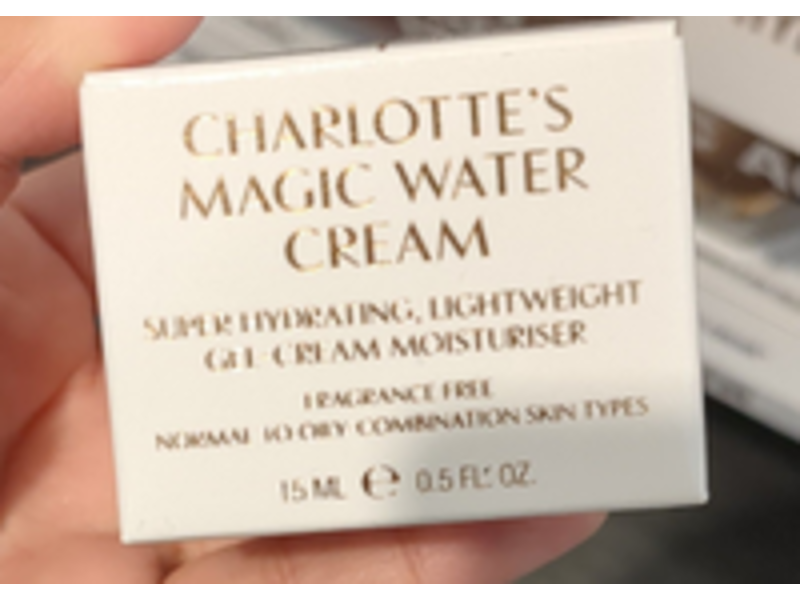 CHARLOTTE'S
MAGIC WATER
CREAM
SUPER HYDRATING, LIGHTWEIGHT
GEL-CREAM MOISTURISER
FRAGRANCE FREE
NORMAL TO OILY COMBINATION SKIN TYPES
15 ML ℮ 0.5 FL. OZ.